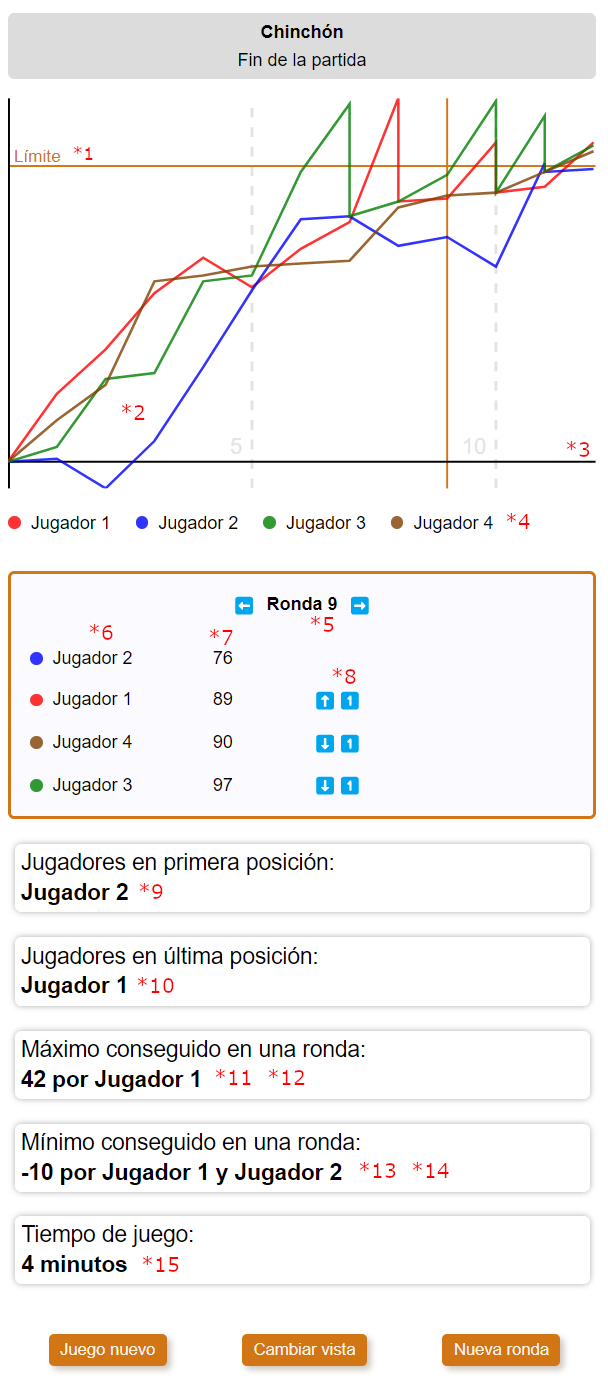 Chinchón
Fin de la partida
Límite *1
*2
5
10
*3
Jugador 1 Jugador 2 Jugador 3 Jugador 4 *4
Ronda 9
*5
*6 *7
Jugador 2 76
*8
Jugador 1 89 1
Jugador 4 90 1
Jugador 3 97 1
Jugadores en primera posición:
Jugador 2 *9
Jugadores en última posición:
Jugador 1 *10
Máximo conseguido en una ronda:
42 por Jugador 1 *11 *12
Mínimo conseguido en una ronda:
-10 por Jugador 1 y Jugador 2 *13 *14
Tiempo de juego:
4 minutos *15
Juego nuevo Cambiar vista Nueva ronda